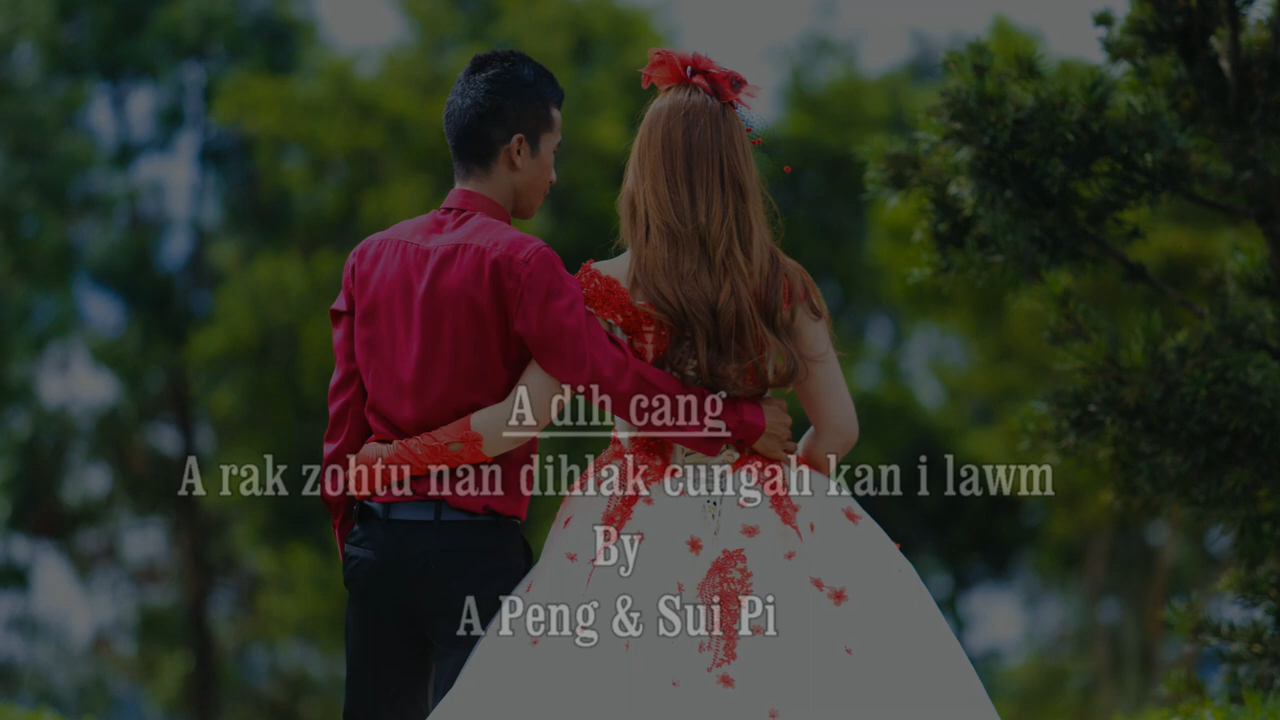 A dih cang
A rak zohtu nan dihlak cungah kan i lawm
By
A Peng & Sui Pi